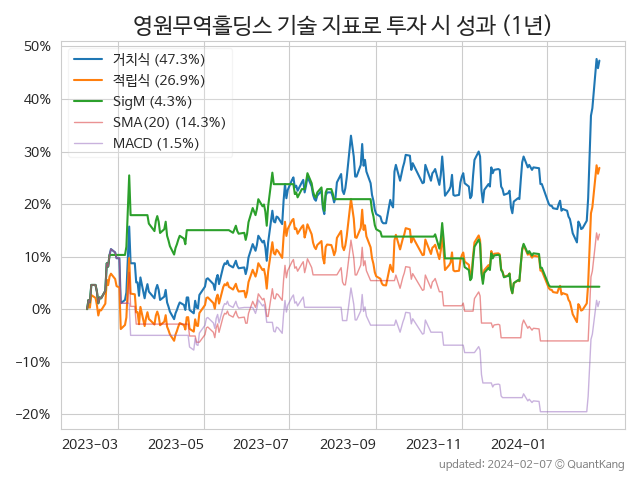 영원무역홀딩스 기술 지표로 투자 시 성과 (1년)
50%
40%
30%
20%
10%
0%
−10%
−20%
거치식 (47.3%)
적립식 (26.9%)
SigM (4.3%)
SMA(20) (14.3%)
MACD (1.5%)
2023-03
2023-05
2023-07
2023-09
2023-11
2024-01
updated: 2024-02-07 © QuantKang